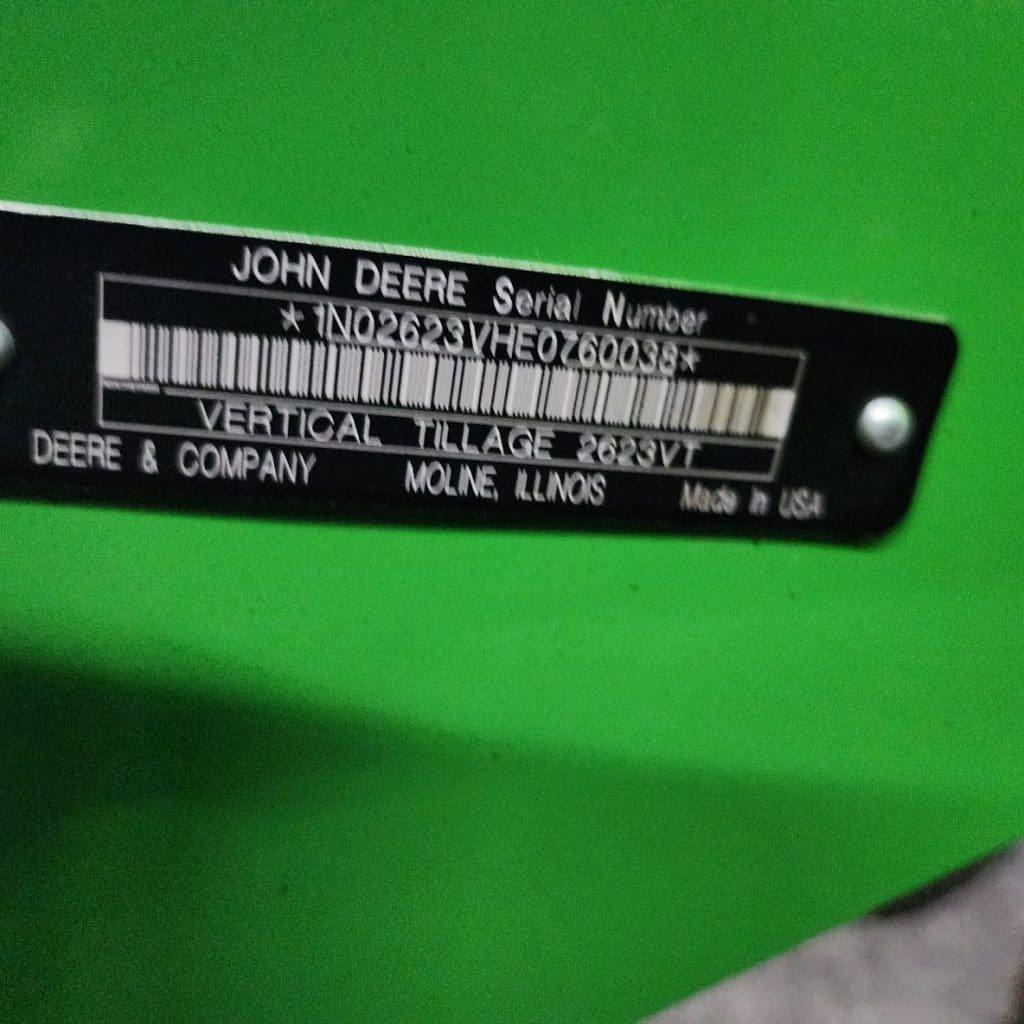 JOHN DEERE Serial Number
*1N02623VHE0760038*
VERTICAL TILLAGE 2623VT
DEERE & COMPANY MOLINE, ILLINOIS Made in USA